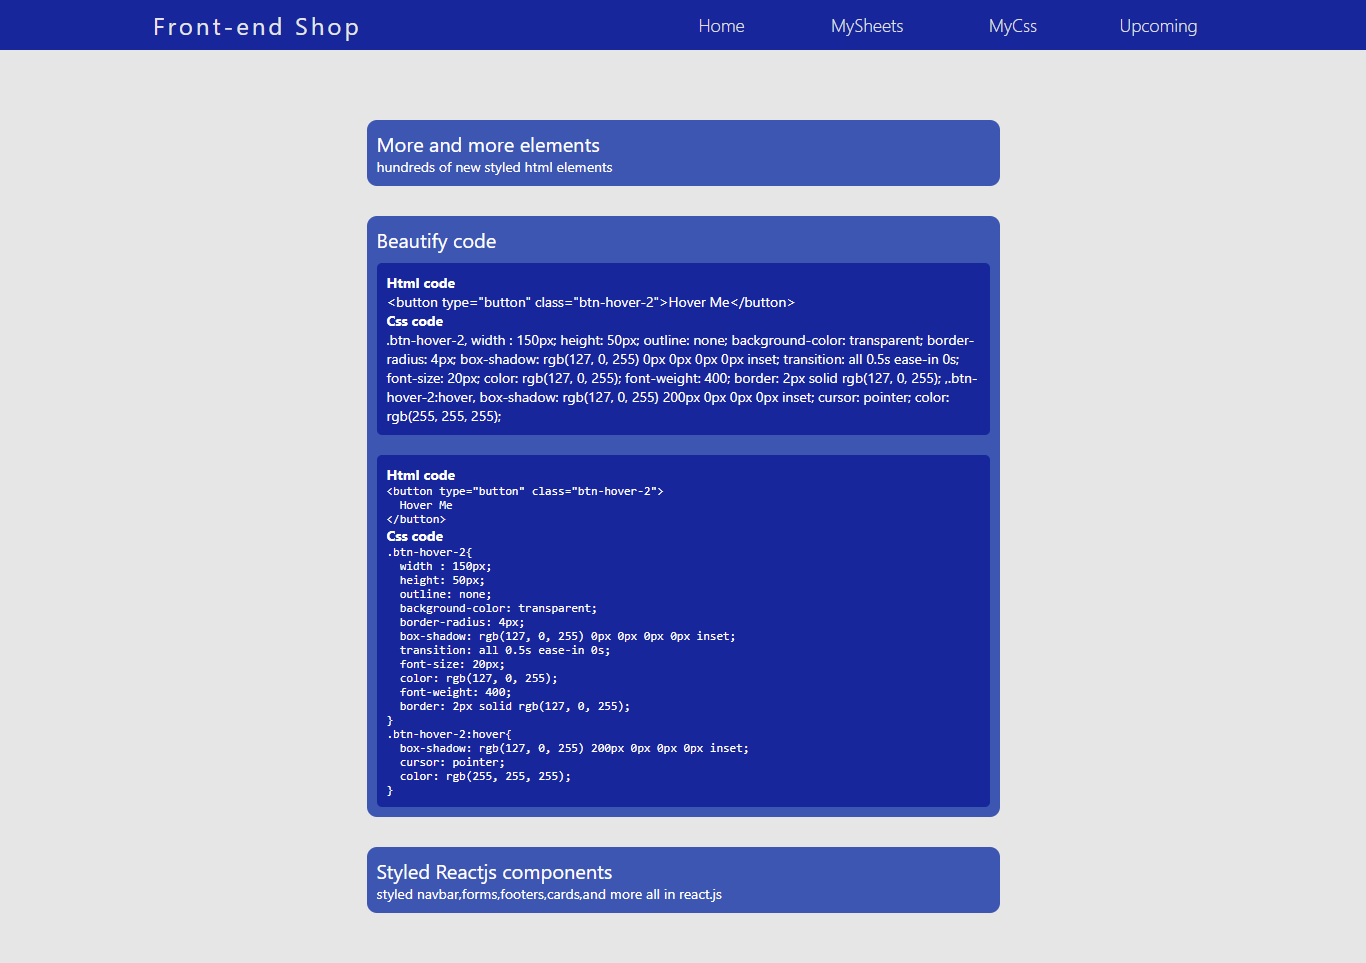 Front-end Shop
Home MySheets MyCss Upcoming
More and more elements
hundreds of new styled html elements
Beautify code
Html code
<button type="button" class="btn-hover-2">Hover Me</button>
Css code
.btn-hover-2, width : 150px; height: 50px; outline: none; background-color: transparent; border-
radius: 4px; box-shadow: rgb(127, 0, 255) 0px 0px 0px 0px inset; transition: all 0.5s ease-in 0s;
font-size: 20px; color: rgb(127, 0, 255); font-weight: 400; border: 2px solid rgb(127, 0, 255); ,.btn-
hover-2:hover, box-shadow: rgb(127, 0, 255) 200px 0px 0px 0px inset; cursor: pointer; color:
rgb(255, 255, 255);
Html code
<button type="button" class="btn-hover-2">
  Hover Me
</button>
Css code
.btn-hover-2{
  width : 150px;
  height: 50px;
  outline: none;
  background-color: transparent;
  border-radius: 4px;
  box-shadow: rgb(127, 0, 255) 0px 0px 0px 0px inset;
  transition: all 0.5s ease-in 0s;
  font-size: 20px;
  color: rgb(127, 0, 255);
  font-weight: 400;
  border: 2px solid rgb(127, 0, 255);
}
.btn-hover-2:hover{
  box-shadow: rgb(127, 0, 255) 200px 0px 0px 0px inset;
  cursor: pointer;
  color: rgb(255, 255, 255);
}
Styled Reactjs components
styled navbar,forms,footers,cards,and more all in react.js